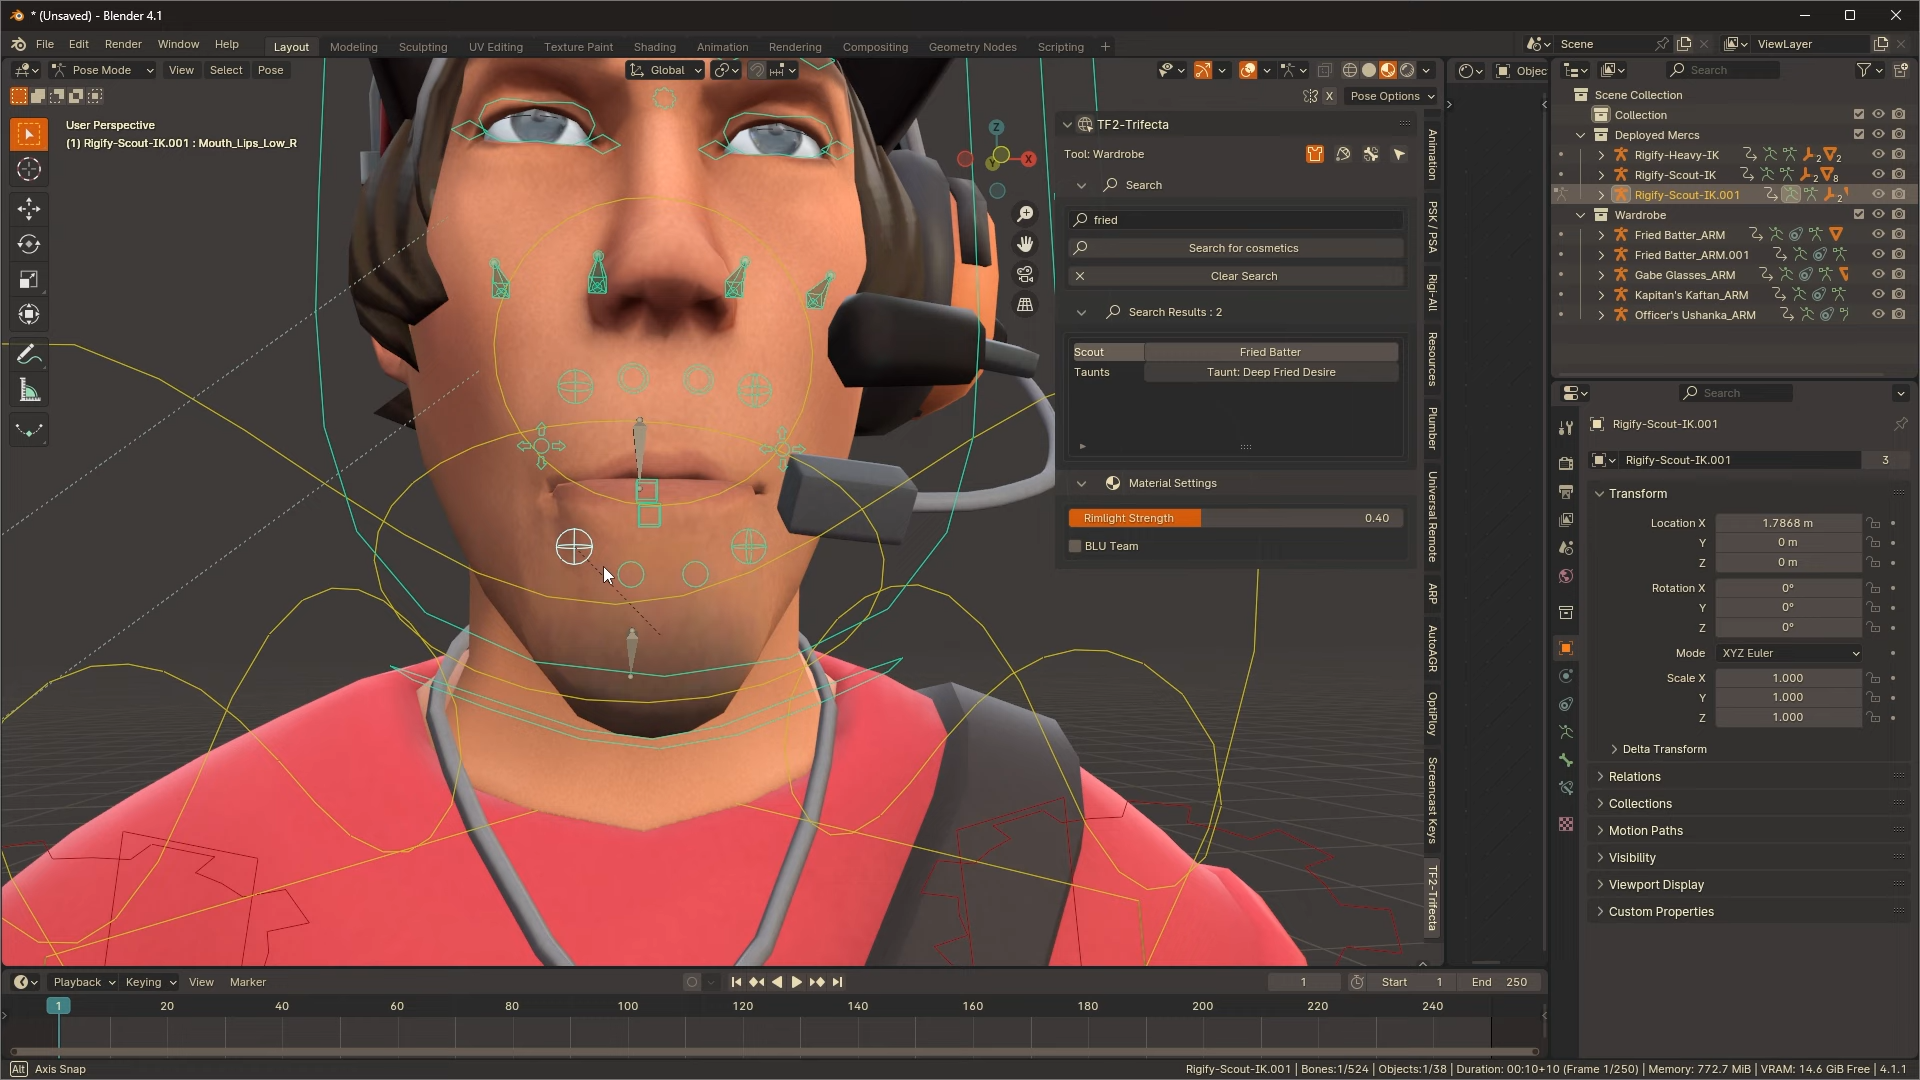 * (Unsaved) - Blender 4.1
File Edit Render Window Help
Layout Modeling Sculpting UV Editing Texture Paint Shading Animation Rendering Compositing Geometry Nodes Scripting +
Scene
ViewLayer
Pose Mode View Select Pose
Global
Objec
Search
X Pose Options
User Perspective
(1) Rigify-Scout-IK.001 : Mouth_Lips_Low_R
Z
X
Y
TF2-Trifecta
Tool: Wardrobe
Search
fried
Search for cosmetics
Clear Search
Search Results : 2
Scout Fried Batter
Taunts Taunt: Deep Fried Desire
Material Settings
Rimlight Strength 0.40
BLU Team
Animation
PSK / PSA
Rigi-All
Resources
Plumber
Universal Remote
ARP
AutoAGR
OptiPloy
Screencast Keys
TF2-Trifecta
Scene Collection
Collection
Deployed Mercs
Rigify-Heavy-IK 2 2
Rigify-Scout-IK 2 8
Rigify-Scout-IK.001 2
Wardrobe
Fried Batter_ARM
Fried Batter_ARM.001
Gabe Glasses_ARM
Kapitan's Kaftan_ARM
Officer's Ushanka_ARM
Search
Rigify-Scout-IK.001
Rigify-Scout-IK.001 3
Transform
Location X 1.7868 m
Y 0 m
Z 0 m
Rotation X 0°
Y 0°
Z 0°
Mode XYZ Euler
Scale X 1.000
Y 1.000
Z 1.000
Delta Transform
Relations
Collections
Motion Paths
Visibility
Viewport Display
Custom Properties
Playback Keying View Marker
1 Start 1 End 250
1 20 40 60 80 100 120 140 160 180 200 220 240
Alt Axis Snap
Rigify-Scout-IK.001 | Bones:1/524 | Objects:1/38 | Duration: 00:10+10 (Frame 1/250) | Memory: 772.7 MiB | VRAM: 14.6 GiB Free | 4.1.1